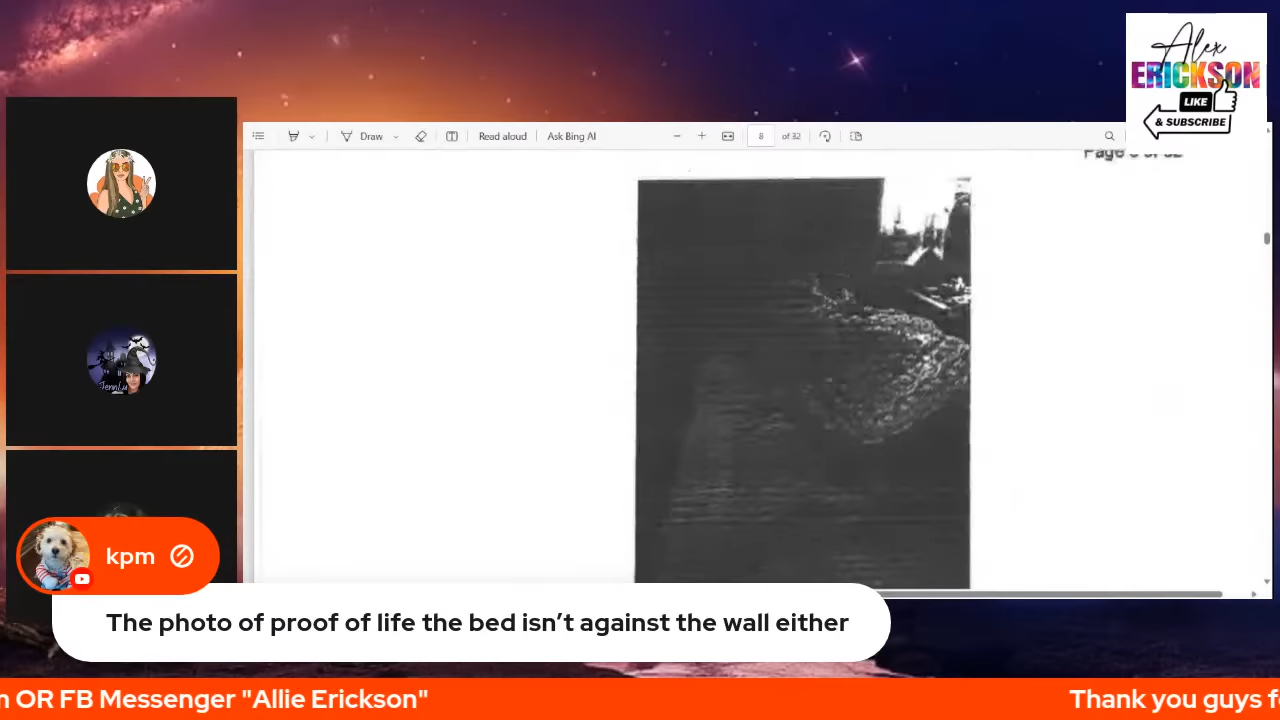 Alex
ERICKSON
LIKE
& SUBSCRIBE
Draw
Read aloud
Ask Bing AI
8
of 32
Jennlu
kpm
The photo of proof of life the bed isn’t against the wall either
OR FB Messenger "Allie Erickson"
Thank you guys